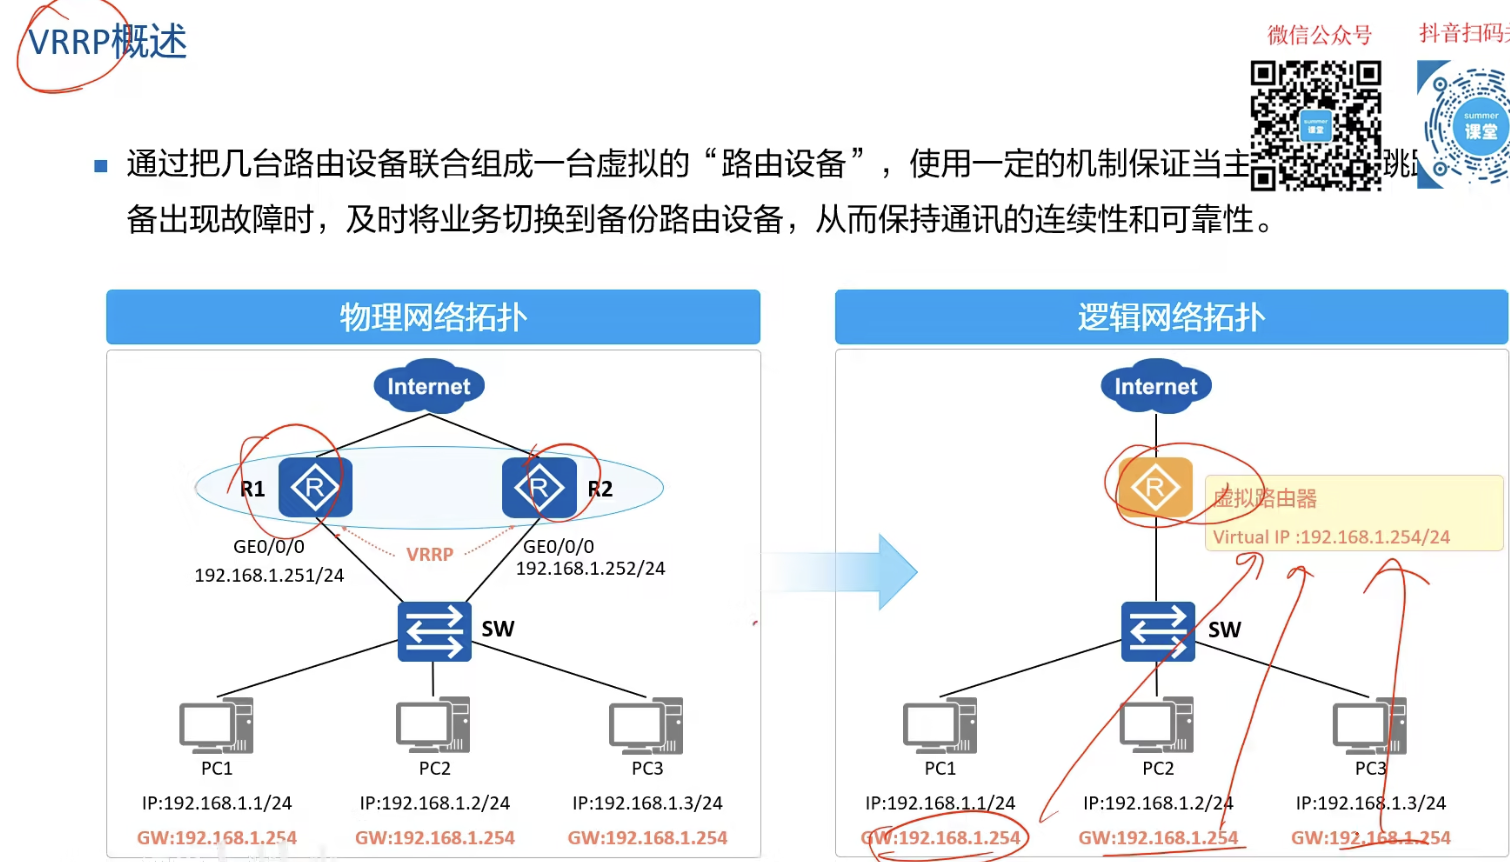 VRRP概述
微信公众号
抖音扫码
summer
课堂
summer
课堂
通过把几台路由设备联合组成一台虚拟的“路由设备”，使用一定的机制保证当主 跳
备出现故障时，及时将业务切换到备份路由设备，从而保持通讯的连续性和可靠性。
物理网络拓扑
Internet
R1
R
R
R2
GE0/0/0
192.168.1.251/24
VRRP
GE0/0/0
192.168.1.252/24
SW
PC1
PC2
PC3
IP:192.168.1.1/24
IP:192.168.1.2/24
IP:192.168.1.3/24
GW:192.168.1.254
GW:192.168.1.254
GW:192.168.1.254
逻辑网络拓扑
Internet
R
虚拟路由器
Virtual IP :192.168.1.254/24
SW
PC1
PC2
PC3
IP:192.168.1.1/24
IP:192.168.1.2/24
IP:192.168.1.3/24
GW:192.168.1.254
GW:192.168.1.254
GW:192.168.1.254